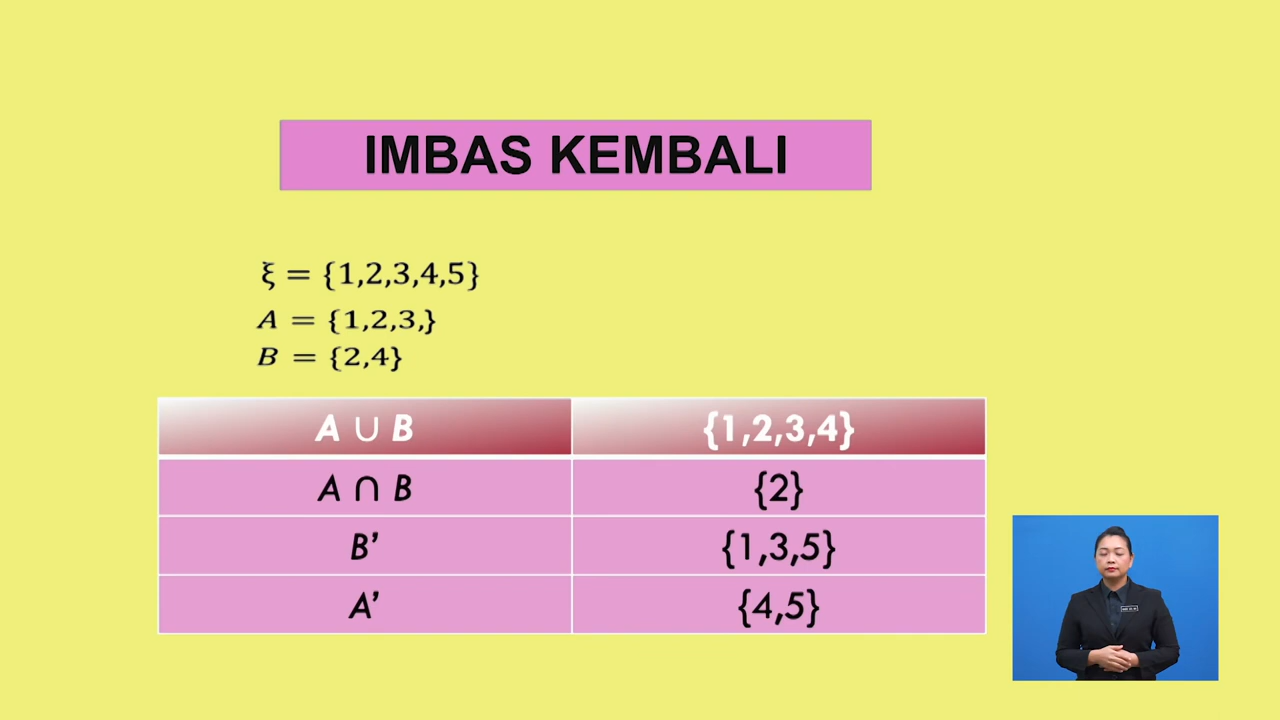 IMBAS KEMBALI
ξ = {1,2,3,4,5}
A = {1,2,3,}
B = {2,4}
A ∪ B {1,2,3,4}
A ∩ B {2}
B’ {1,3,5}
A’ {4,5}